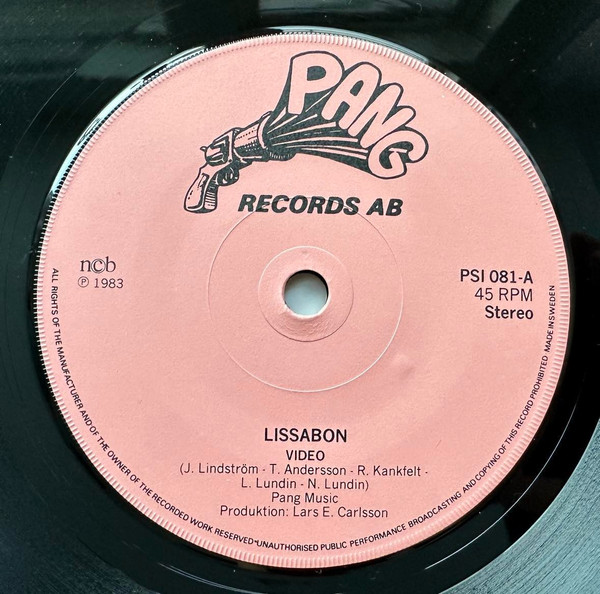 PANG
RECORDS AB
ncb
℗ 1983
PSI 081-A
45 RPM
Stereo
LISSABON
VIDEO
(J. Lindström - T. Andersson - R. Kankfelt -
L. Lundin - N. Lundin)
Pang Music
Produktion: Lars E. Carlsson
ALL RIGHTS OF THE MANUFACTURER AND OF THE OWNER OF THE RECORDED WORK RESERVED•UNAUTHORISED PUBLIC PERFORMANCE BROADCASTING AND COPYING OF THIS RECORD PROHIBITED MADE IN SWEDEN